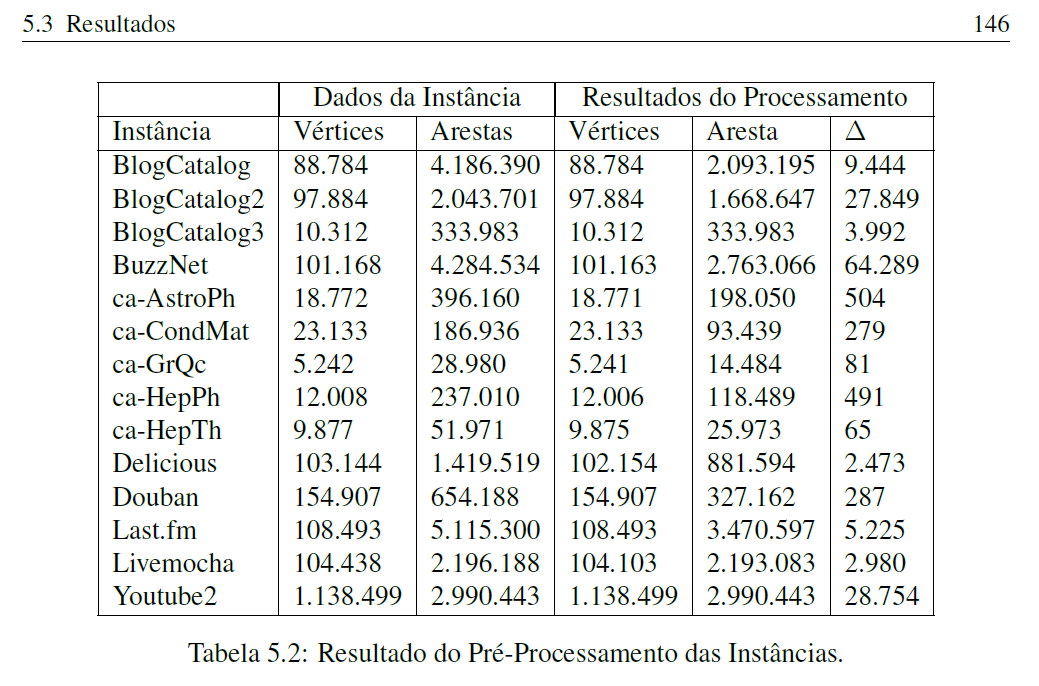 5.3 Resultados 146
Dados da Instância Resultados do Processamento
Instância Vértices Arestas Vértices Aresta Δ
BlogCatalog 88.784 4.186.390 88.784 2.093.195 9.444
BlogCatalog2 97.884 2.043.701 97.884 1.668.647 27.849
BlogCatalog3 10.312 333.983 10.312 333.983 3.992
BuzzNet 101.168 4.284.534 101.163 2.763.066 64.289
ca-AstroPh 18.772 396.160 18.771 198.050 504
ca-CondMat 23.133 186.936 23.133 93.439 279
ca-GrQc 5.242 28.980 5.241 14.484 81
ca-HepPh 12.008 237.010 12.006 118.489 491
ca-HepTh 9.877 51.971 9.875 25.973 65
Delicious 103.144 1.419.519 102.154 881.594 2.473
Douban 154.907 654.188 154.907 327.162 287
Last.fm 108.493 5.115.300 108.493 3.470.597 5.225
Livemocha 104.438 2.196.188 104.103 2.193.083 2.980
Youtube2 1.138.499 2.990.443 1.138.499 2.990.443 28.754
Tabela 5.2: Resultado do Pré-Processamento das Instâncias.